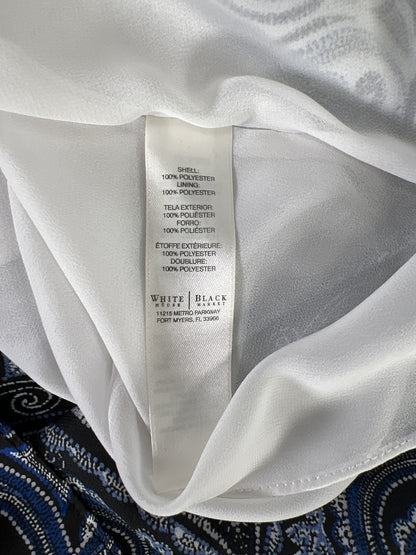 SHELL:
100% POLYESTER
LINING:
100% POLYESTER
TELA EXTERIOR:
100% POLIÉSTER
FORRO:
100% POLIÉSTER
ÉTOFFE EXTÉRIEURE:
100% POLYESTER
DOUBLURE:
100% POLYESTER
WHITE | BLACK
HOUSE | MARKET
11215 METRO PARKWAY
FORT MYERS, FL 33966